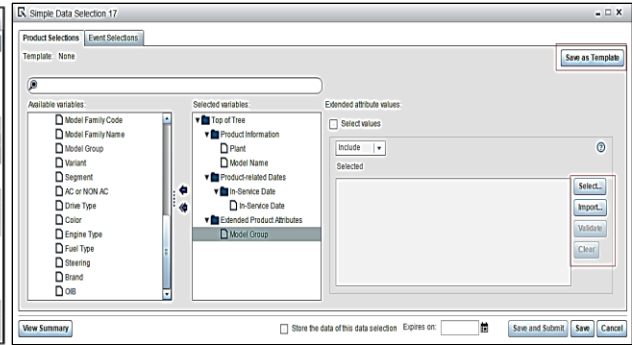 Simple Data Selection 17
Product Selections Event Selections
Template: None
Save as Template
Available variables:
Model Family Code
Model Family Name
Model Group
Variant
Segment
AC or NON AC
Drive Type
Color
Engine Type
Fuel Type
Steering
Brand
OIB
Selected variables:
Top of Tree
Product Information
Plant
Model Name
Product-related Dates
In-Service Date
In-Service Date
Extended Product Attributes
Model Group
Extended attribute values:
Select values
Include
Selected
Select...
Import...
Validate
Clear
View Summary
Store the data of this data selection Expires on:
Save and Submit Save Cancel